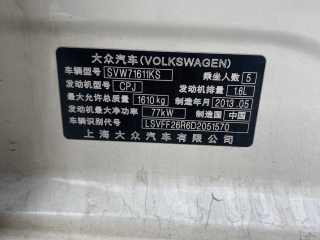 大众汽车(VOLKSWAGEN)
车辆型号 SVW71611KS 乘坐人数 5
发动机型号 CPJ 发动机排量 1.6L
最大允许总质量 1610kg 制造年月 2013.05
发动机最大净功率 77kW 制造国 中国
车辆识别代号 LSVFF26R6D2051570
上海大众汽车有限公司